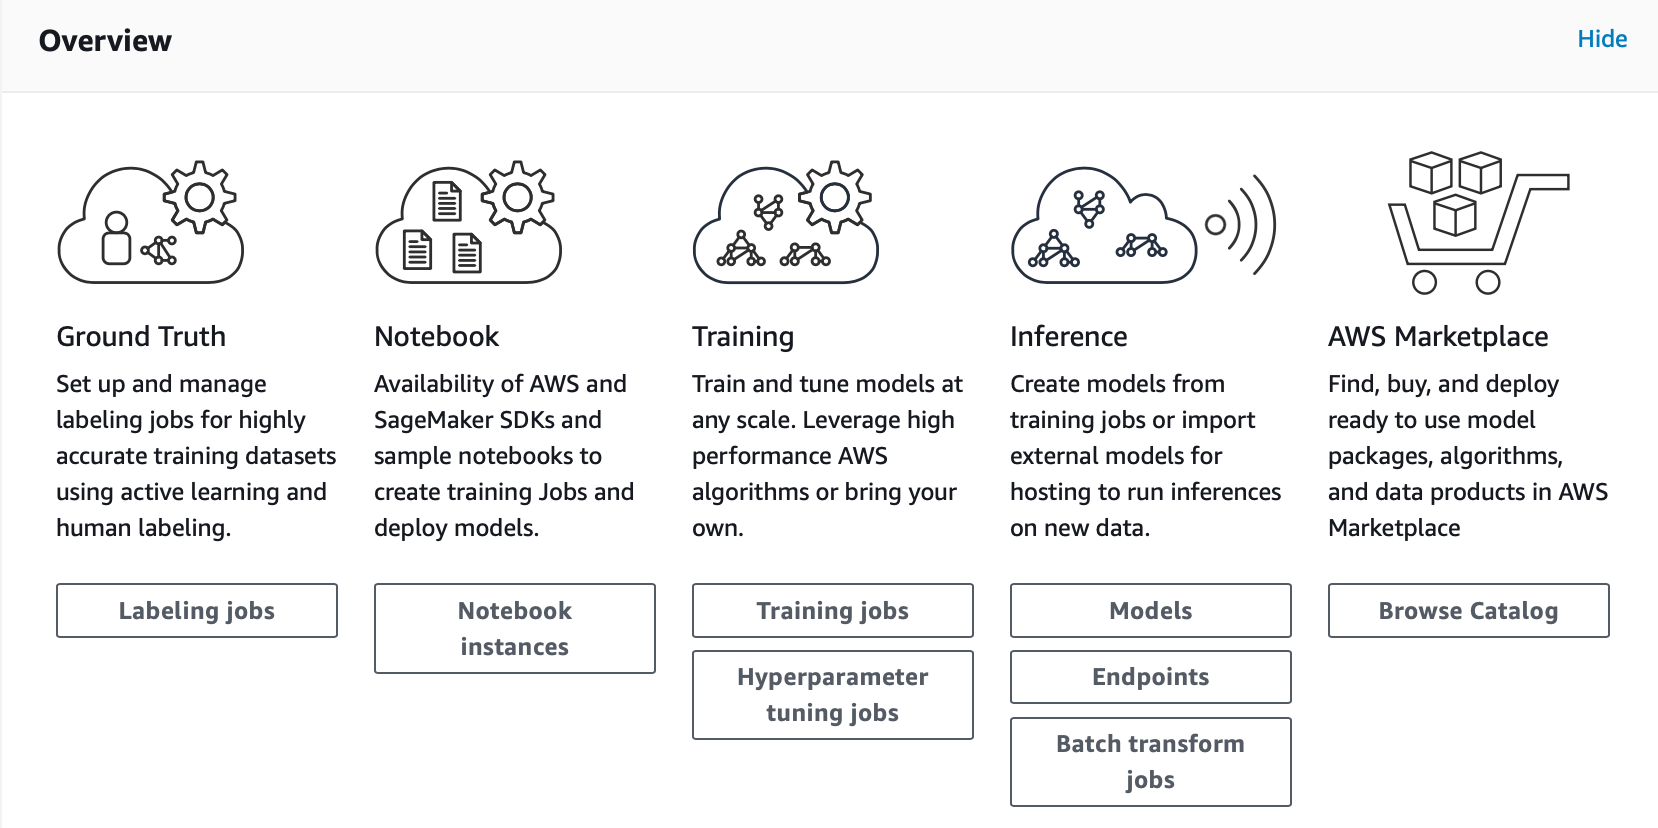 Overview
Hide
Ground Truth
Set up and manage
labeling jobs for highly
accurate training datasets
using active learning and
human labeling.
Labeling jobs
Notebook
Availability of AWS and
SageMaker SDKs and
sample notebooks to
create training Jobs and
deploy models.
Notebook
instances
Training
Train and tune models at
any scale. Leverage high
performance AWS
algorithms or bring your
own.
Training jobs
Hyperparameter
tuning jobs
Inference
Create models from
training jobs or import
external models for
hosting to run inferences
on new data.
Models
Endpoints
Batch transform
jobs
AWS Marketplace
Find, buy, and deploy
ready to use model
packages, algorithms,
and data products in AWS
Marketplace
Browse Catalog